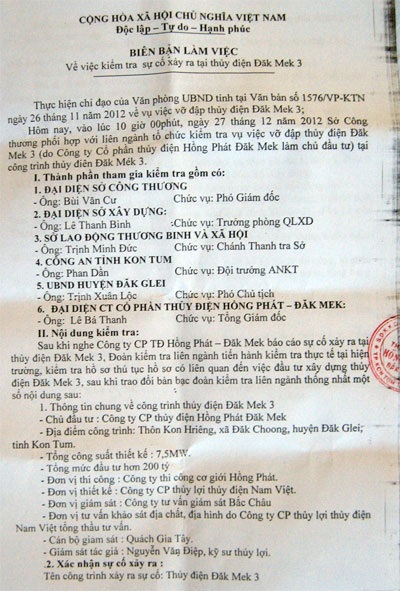 CỘNG HÒA XÃ HỘI CHỦ NGHĨA VIỆT NAM
Độc lập – Tự do – Hạnh phúc
BIÊN BẢN LÀM VIỆC
Về việc kiểm tra sự cố xảy ra tại thủy điện Đăk Mek 3
Thực hiện chỉ đạo của Văn phòng UBND tỉnh tại Văn bản số 1576/VP-KTN
ngày 26 tháng 11 năm 2012 về vụ việc vỡ đập thủy điện Đăk Mek 3;
Hôm nay, vào lúc 10 giờ 00phút, ngày 27 tháng 12 năm 2012 Sở Công
thương phối hợp với liên ngành tổ chức kiểm tra vụ việc vỡ đập thủy điện Đăk
Mek 3 (do Công ty Cổ phần thủy điện Hồng Phát Đăk Mek làm chủ đầu tư) tại
công trình thủy điện Đăk Mék 3.
I. Thành phần tham gia kiểm tra gồm có:
1. ĐẠI DIỆN SỞ CÔNG THƯƠNG
- Ông: Bùi Văn Cư Chức vụ: Phó Giám đốc
2. ĐẠI DIỆN SỞ XÂY DỰNG:
- Ông: Lê Thanh Bình Chức vụ: Trưởng phòng QLXD
3. SỞ LAO ĐỘNG THƯƠNG BINH VÀ XÃ HỘI
- Ông: Trịnh Minh Đức Chức vụ: Chánh Thanh tra Sở
4. CÔNG AN TỈNH KON TUM
- Ông: Phan Dần Chức vụ: Đội trưởng ANKT
5. UBND HUYỆN ĐĂK GLEI
- Ông: Trịnh Xuân Lộc Chức vụ: Phó Chủ tịch
6. ĐẠI DIỆN CT CỔ PHẦN THỦY ĐIỆN HỒNG PHÁT – ĐĂK MEK:
- Ông: Lê Bá Thanh Chức vụ: Tổng Giám đốc
II. Nội dung kiểm tra:
Sau khi nghe Công ty CP TĐ Hồng Phát – Đăk Mek báo cáo sự cố xảy ra tại
thủy điện Đăk Mek 3, Đoàn kiểm tra liên ngành tiến hành kiểm tra thực tế tại hiện
trường, kiểm tra hồ sơ thủ tục hồ sơ có liên quan đến việc đầu tư xây dựng thủy
điện Đăk Mek 3, sau khi trao đổi bàn bạc đoàn kiểm tra liên ngành thống nhất một
số nội dung sau:
1. Thông tin chung về công trình thủy điện Đăk Mek 3
- Chủ đầu tư : Công ty CP thủy điện Hồng Phát Đăk Mek
- Địa điểm công trình: Thôn Kon Hriêng, xã Đăk Choong, huyện Đăk Glei;
tỉnh Kon Tum.
- Tổng công suất thiết kế : 7,5MW.
- Tổng mức đầu tư hơn 200 tỷ
- Đơn vị thi công : Công ty thi công cơ giới Hồng Phát.
- Đơn vị thiết kế : Công ty CP thủy lợi thủy điện Nam Việt.
- Đơn vị giám sát : Công ty tư vấn giám sát Bắc Châu
- Đơn vị tư vấn khảo sát địa chất, địa hình do Công ty CP thủy lợi thủy điện
Nam Việt tổng thầu tư vấn.
- Cán bộ giám sat : Quách Gia Tây.
- Giám sát tác giả : Nguyễn Văn Điệp, kỹ sư thủy lợi.
.2. Xác nhận sự cố xảy ra :
Tên công trình xảy ra sự cố: Thủy điện Đăk Mek 3